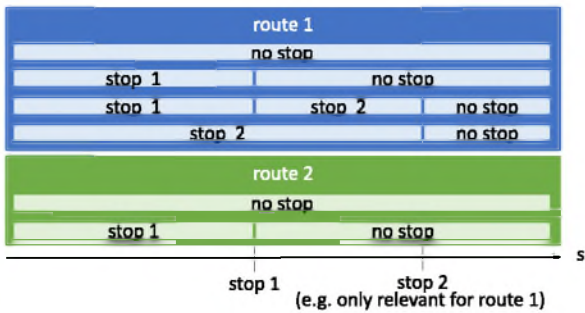 route 1
no stop
stop 1 no stop
stop 1 stop 2 no stop
stop 2 no stop
route 2
no stop
stop 1 no stop
s
stop 1 stop 2
(e.g. only relevant for route 1)